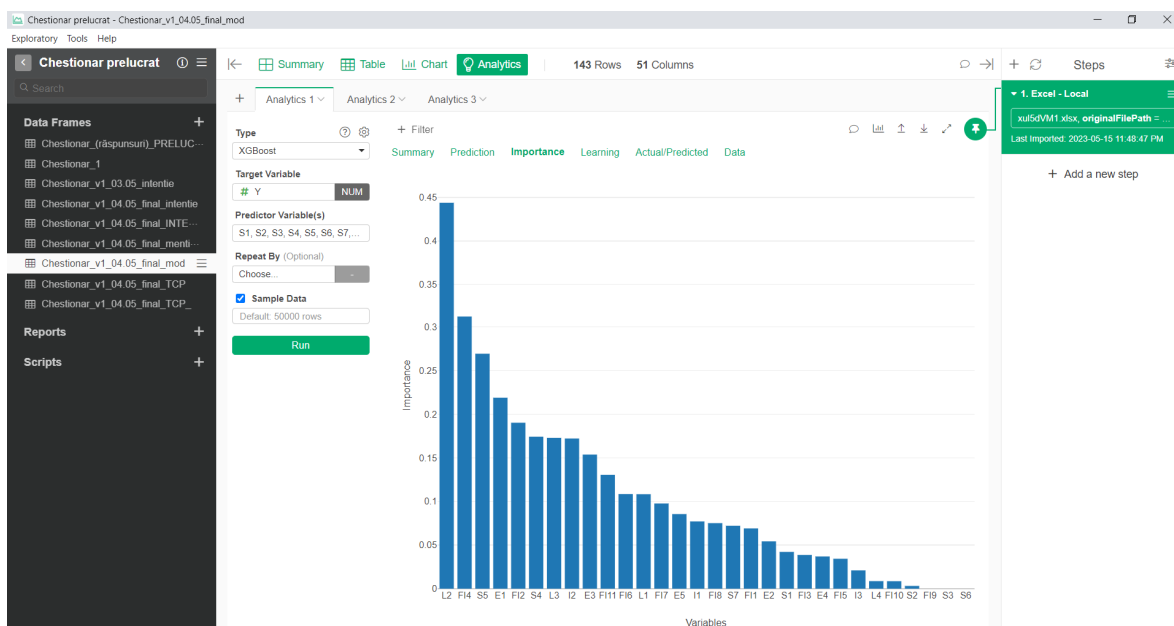 Chestionar prelucrat - Chestionar_v1_04.05_final_mod
Exploratory Tools Help
Chestionar prelucrat
Search
Data Frames
Chestionar_(răspunsuri)_PRELUC...
Chestionar_1
Chestionar_v1_03.05_intentie
Chestionar_v1_04.05_final_intentie
Chestionar_v1_04.05_final_INTE...
Chestionar_v1_04.05_final_menti...
Chestionar_v1_04.05_final_mod
Chestionar_v1_04.05_final_TCP
Chestionar_v1_04.05_final_TCP_
Reports
Scripts
Summary Table Chart Analytics 143 Rows 51 Columns
Analytics 1 Analytics 2 Analytics 3
Type
XGBoost
Target Variable
# Y NUM
Predictor Variable(s)
S1, S2, S3, S4, S5, S6, S7,...
Repeat By (Optional)
Choose... -
Sample Data
Default: 50000 rows
Run
+ Filter
Summary Prediction Importance Learning Actual/Predicted Data
0.45
0.4
0.35
0.3
0.25
0.2
0.15
0.1
0.05
0
Importance
L2 FI4 S5 E1 FI2 S4 L3 I2 E3 FI11 FI6 L1 FI7 E5 I1 FI8 S7 FI1 E2 S1 FI3 E4 FI5 I3 L4 FI10 S2 FI9 S3 S6
Variables
Steps
1. Excel - Local
xul5dVM1.xlsx, originalFilePath = ...
Last Imported: 2023-05-15 11:48:47 PM
+ Add a new step